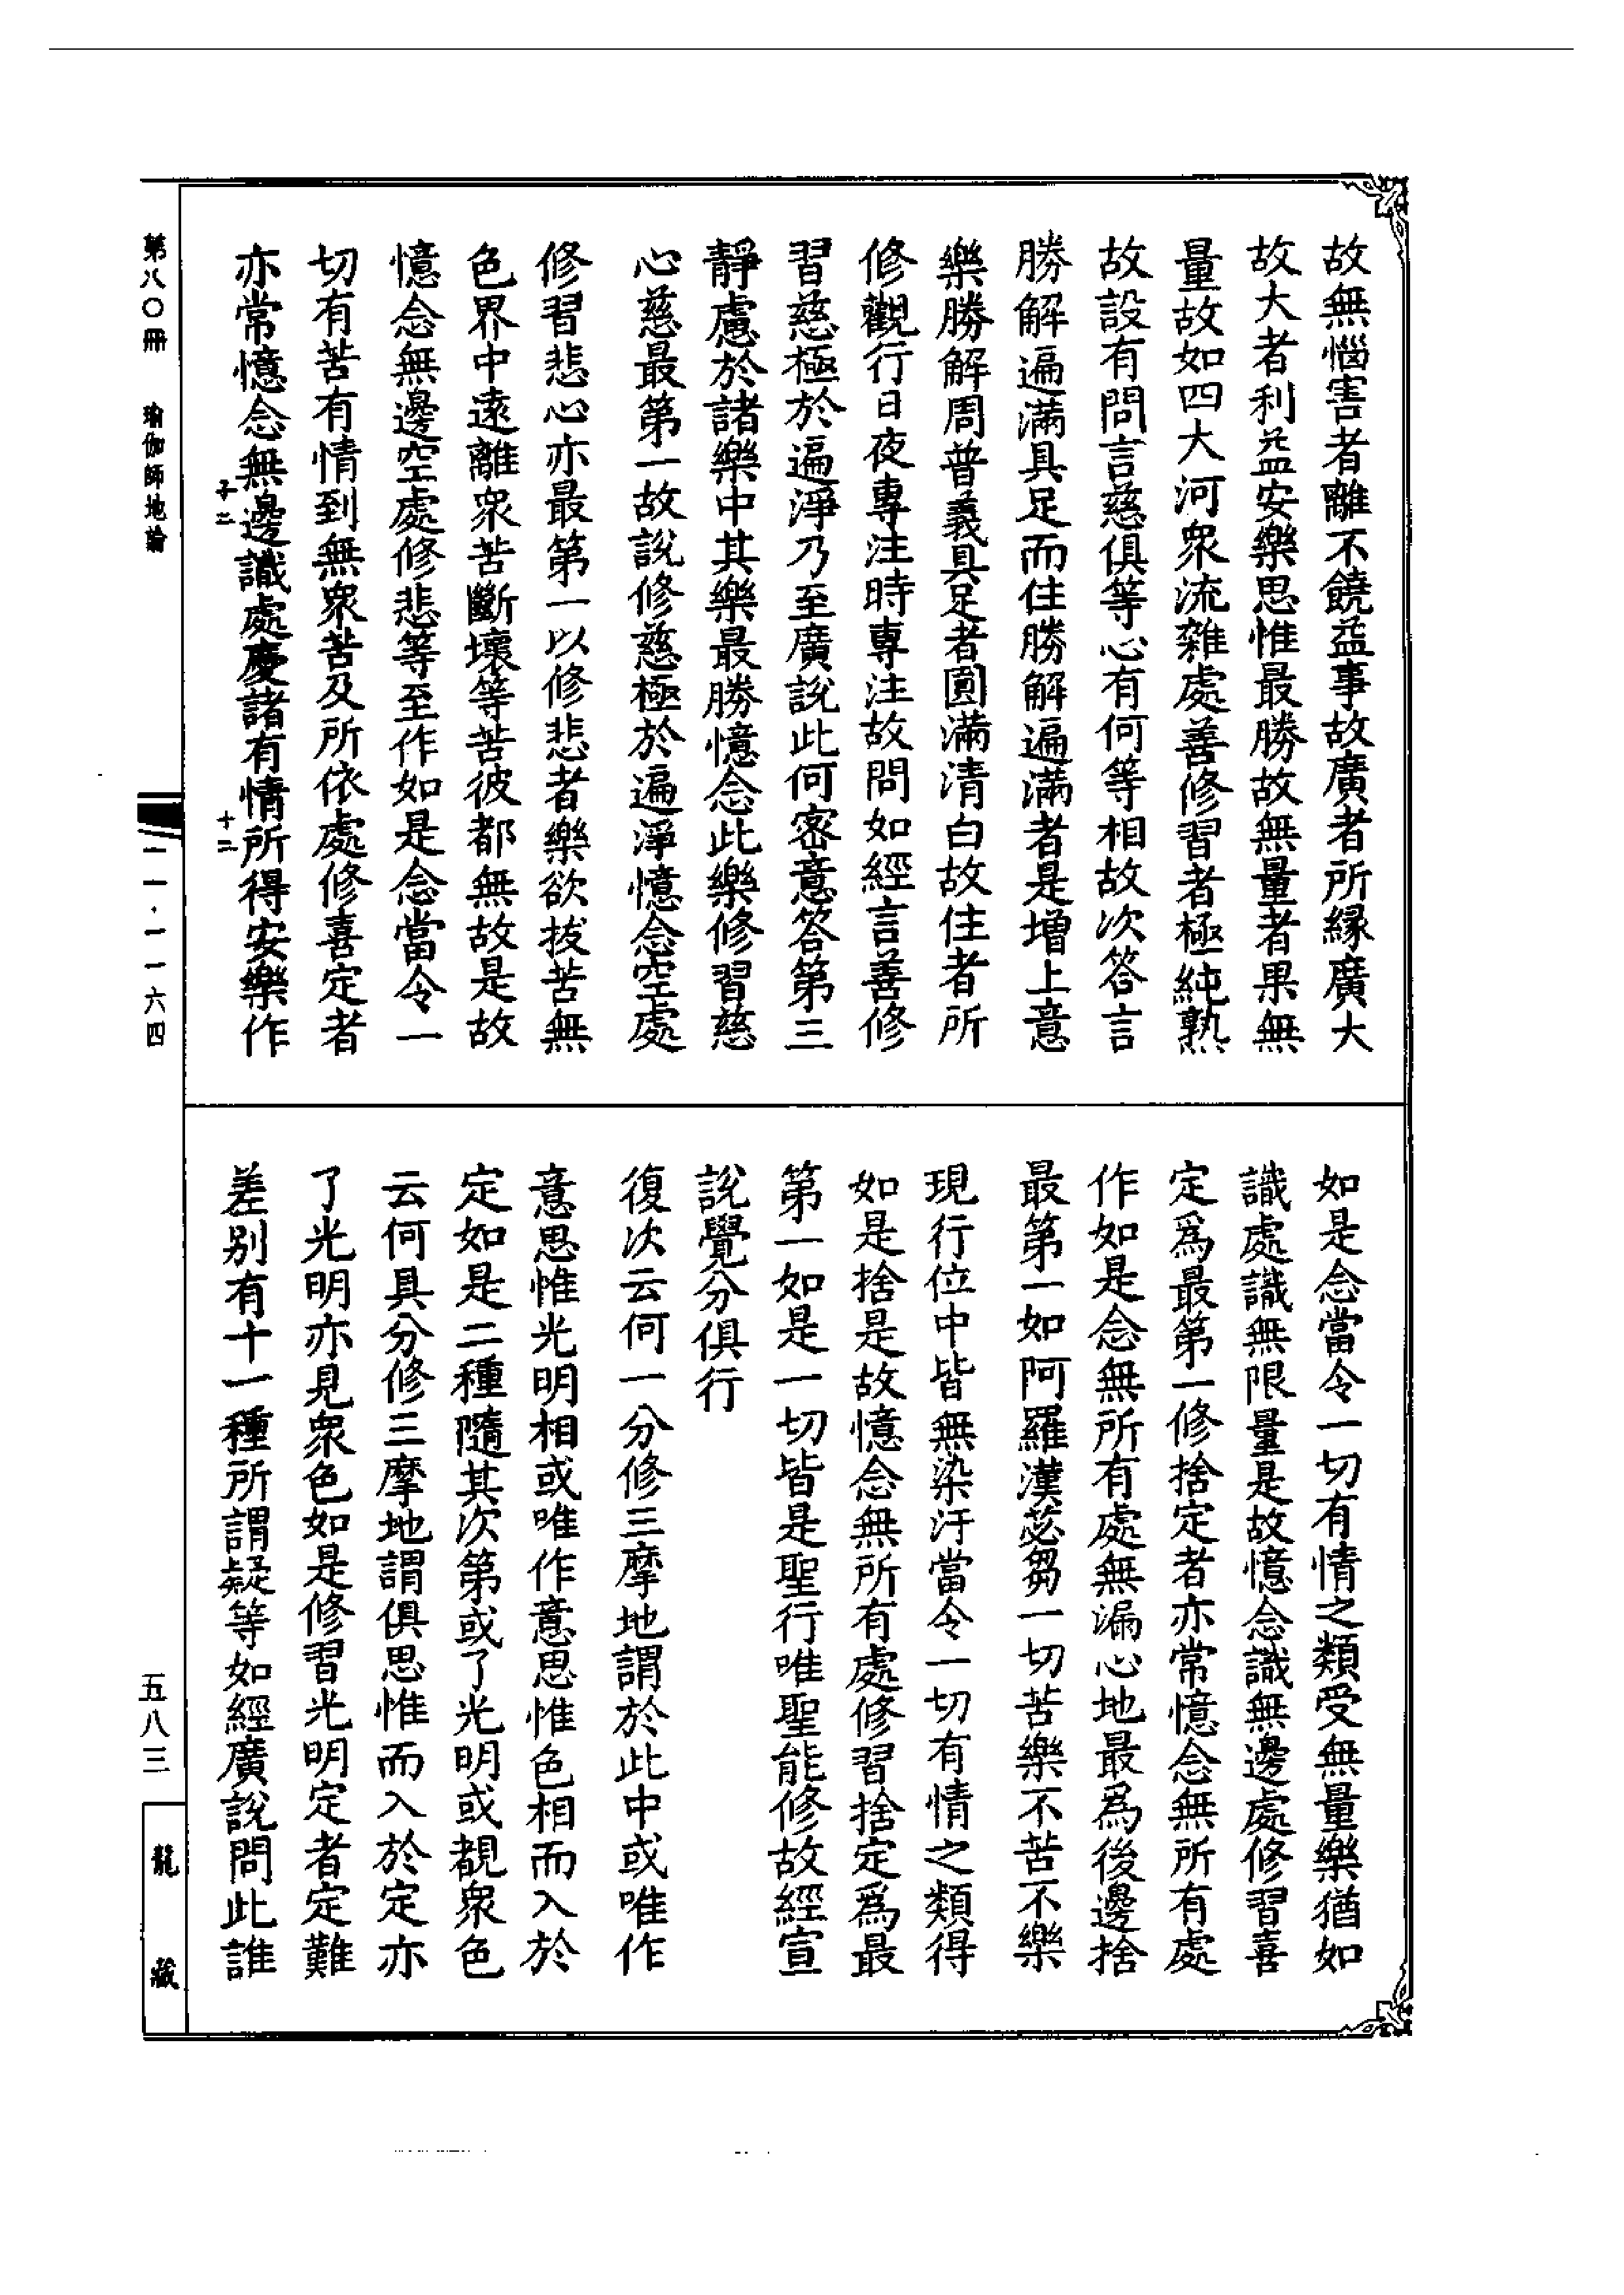 故無惱害者離不饒益事故廣者所緣廣大
故大者利益安樂思惟最勝故無量者果無
量故如四大河衆流雜處善修習者極純熟
故設有問言慈俱等心有何等相故次答言
勝解遍滿具足而住勝解遍滿者是增上意
樂勝解周普義具足者圓滿清白故住者所
修觀行日夜專注時專注故問如經言善修
習慈極於遍淨乃至廣說此何密意答第三
靜慮於諸樂中其樂最勝憶念此樂修習慈
心慈最第一故說修慈極於遍淨憶念空處
修習悲心亦最第一以修悲者樂欲拔苦無
色界中遠離衆苦斷壞等苦彼都無故是故
憶念無邊空處修悲等至作如是念當令一
切有苦有情到無衆苦及所依處修喜定者
亦常憶念無邊識處慶諸有情所得安樂作
如是念當令一切有情之類受無量樂猶如
識處識無限量是故憶念識無邊處修習喜
定爲最第一修捨定者亦常憶念無所有處
作如是念無所有處無漏心地最爲後邊捨
最第一如阿羅漢苾芻一切苦樂不苦不樂
現行位中皆無染汙當令一切有情之類得
如是捨是故憶念無所有處修習捨定爲最
第一如是一切皆是聖行唯聖能修故經宣
說覺分俱行
復次云何一分修三摩地謂於此中或唯作
意思惟光明相或唯作意思惟色相而入於
定如是二種隨其次第或了光明或覩衆色
云何具分修三摩地謂俱思惟而入於定亦
了光明亦見衆色如是修習光明定者定難
差別有十一種所謂疑等如經廣說問此誰
子二
十二
第八〇冊 瑜伽師地論
一一·一一六四
五八三
龍藏